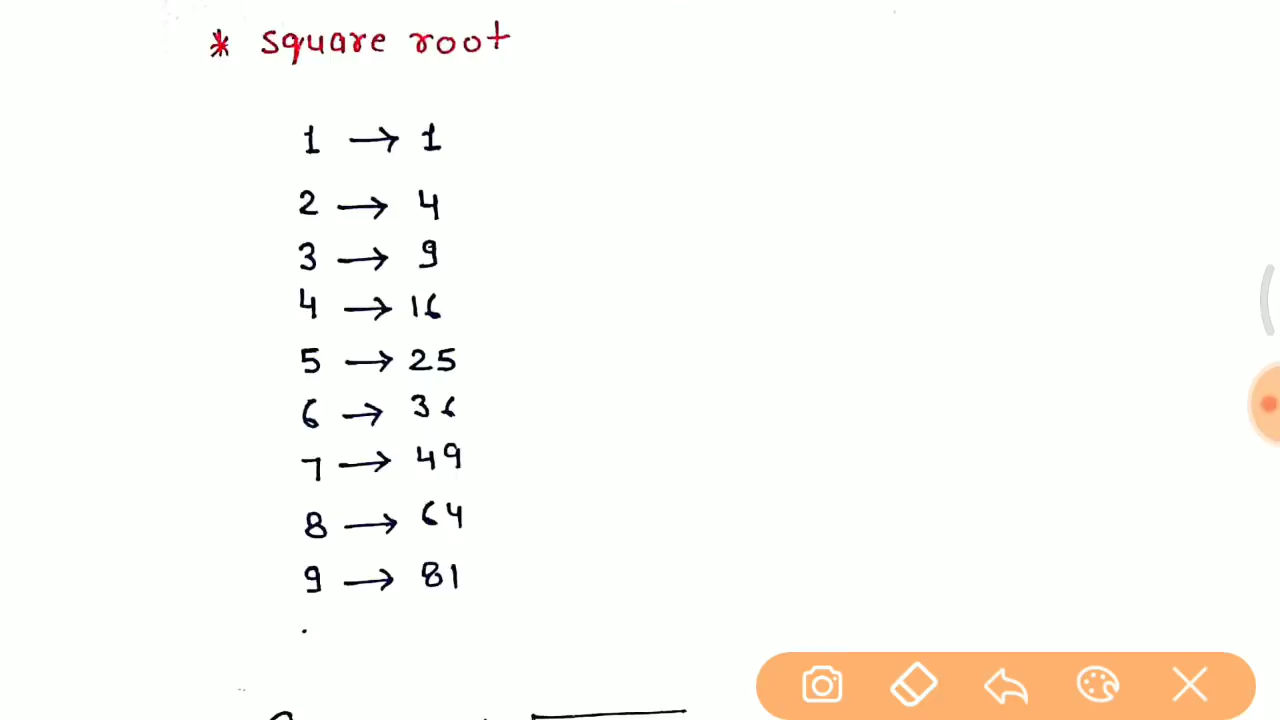 * square root
1 → 1
2 → 4
3 → 9
4 → 16
5 → 25
6 → 36
7 → 49
8 → 64
9 → 81